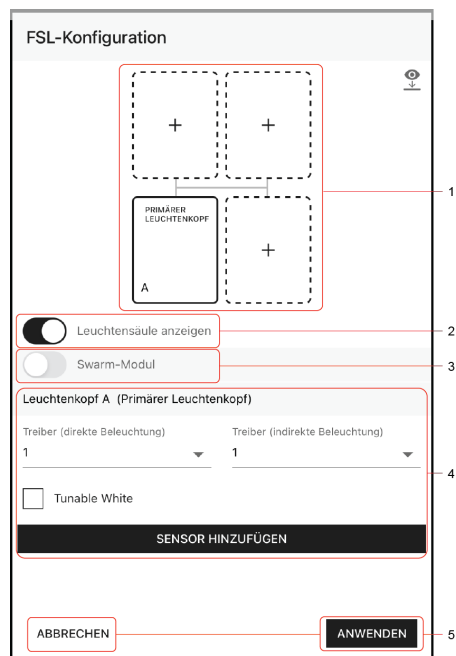 FSL-Konfiguration
+ +
1
PRIMÄRER
LEUCHTENKOPF
+
A
Leuchtensäule anzeigen
2
Swarm-Modul
3
Leuchtenkopf A (Primärer Leuchtenkopf)
Treiber (direkte Beleuchtung) Treiber (indirekte Beleuchtung)
1 1
4
Tunable White
SENSOR HINZUFÜGEN
ABBRECHEN ANWENDEN
5